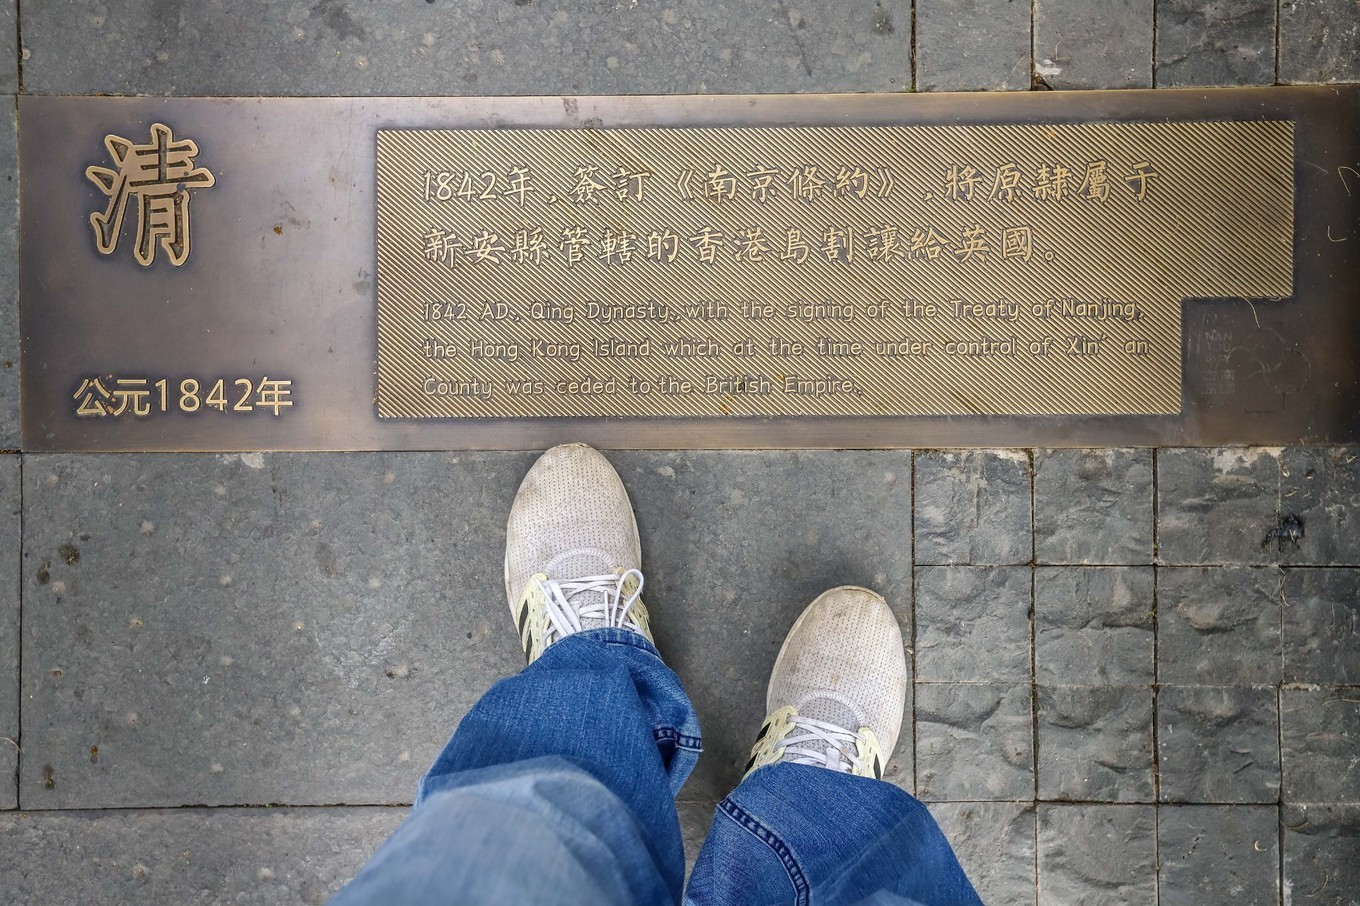 清
公元1842年
1842年,簽訂《南京條約》,將原隸屬于
新安縣管轄的香港島割讓給英國。
1842 AD., Qing Dynasty, with the signing of the Treaty of Nanjing,
the Hong Kong Island which at the time under control of Xin’ an
County was ceded to the British Empire.
NAN